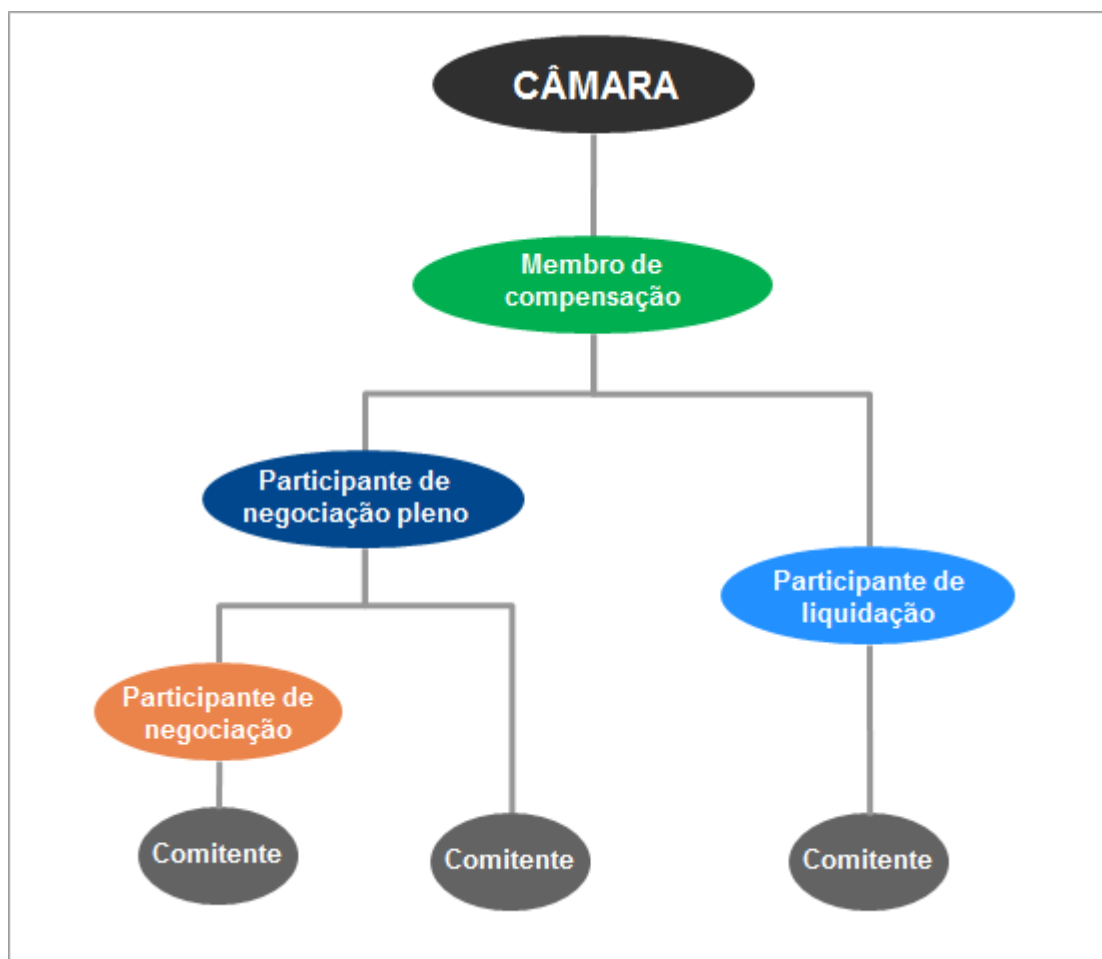 CÂMARA
Membro de
compensação
Participante de
negociação pleno
Participante de
liquidação
Participante de
negociação
Comitente
Comitente
Comitente